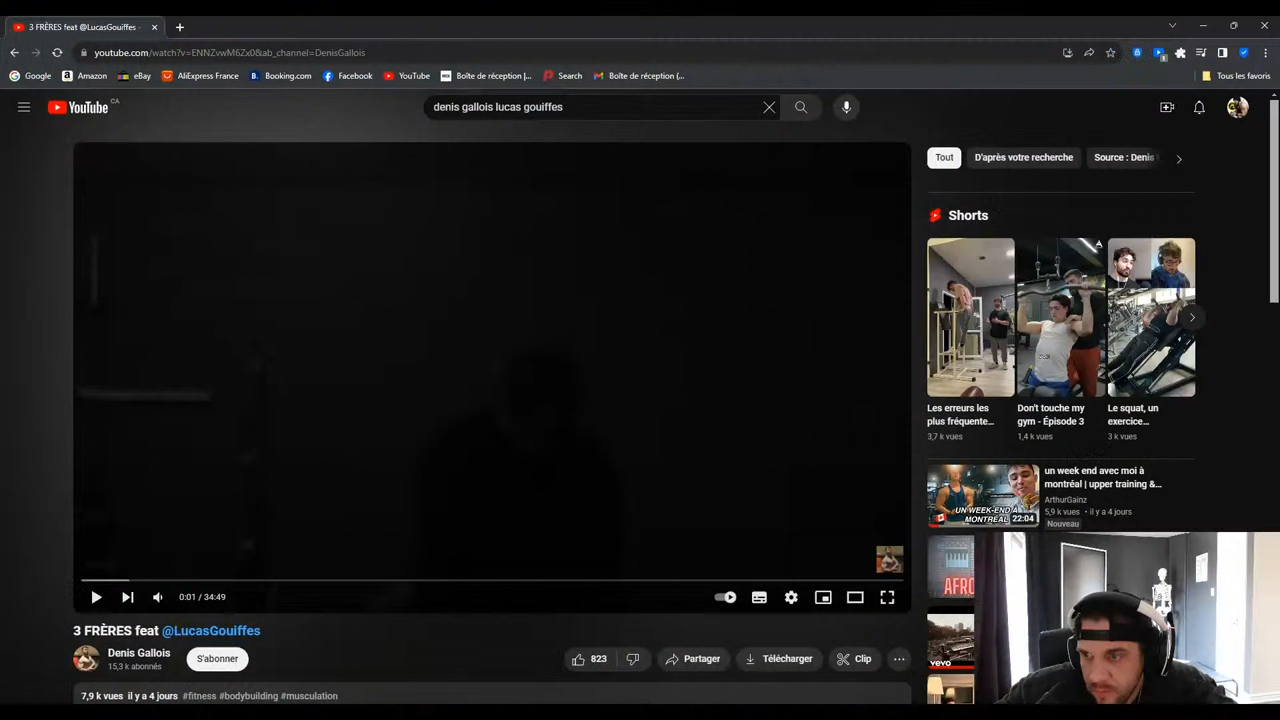 3 FRÈRES feat @LucasGouiffes -
youtube.com/watch?v=ENNZvwM6Zx0&ab_channel=DenisGallois
Google Amazon eBay AliExpress France Booking.com Facebook YouTube Boîte de réception |... Search Boîte de réception (... Tous les favoris
YouTube CA
denis gallois lucas gouiffes
Tout D'après votre recherche Source : Denis
Shorts
Les erreurs les plus fréquente...
3,7 k vues
Don't touche my gym - Épisode 3
1,4 k vues
Le squat, un exercice...
3 k vues
UN WEEK-END À
MONTRÉAL
22:04
un week end avec moi à
montréal | upper training &...
ArthurGainz
5,9 k vues • il y a 4 jours
Nouveau
AFRO
vevo
0:01 / 34:49
3 FRÈRES feat @LucasGouiffes
Denis Gallois
15,3 k abonnés
S'abonner
823
Partager
Télécharger
Clip
7,9 k vues il y a 4 jours #fitness #bodybuilding #musculation